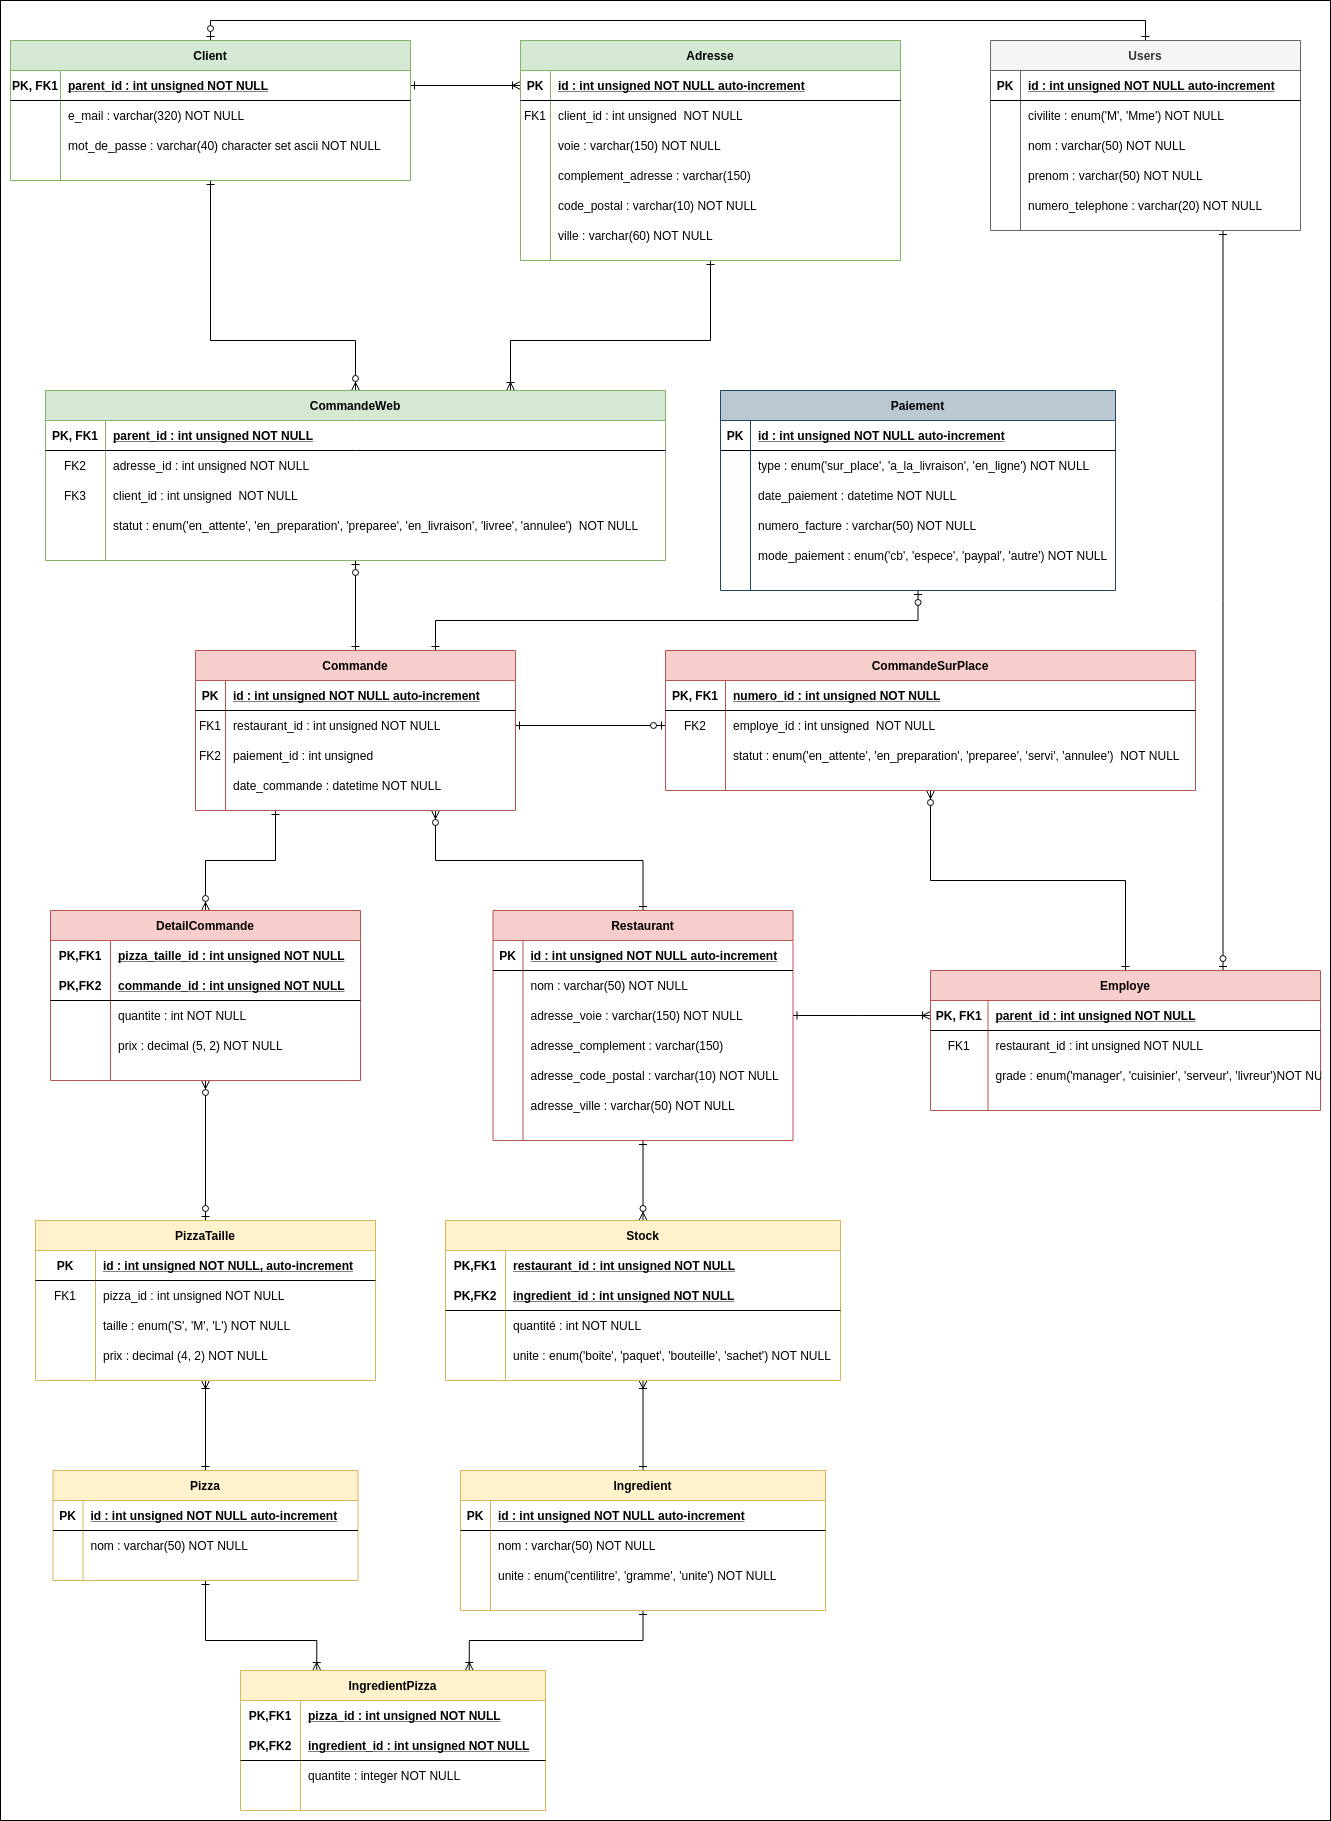 Client
PK, FK1 parent_id : int unsigned NOT NULL
e_mail : varchar(320) NOT NULL
mot_de_passe : varchar(40) character set ascii NOT NULL
Adresse
PK id : int unsigned NOT NULL auto-increment
FK1 client_id : int unsigned NOT NULL
voie : varchar(150) NOT NULL
complement_adresse : varchar(150)
code_postal : varchar(10) NOT NULL
ville : varchar(60) NOT NULL
Users
PK id : int unsigned NOT NULL auto-increment
civilite : enum('M', 'Mme') NOT NULL
nom : varchar(50) NOT NULL
prenom : varchar(50) NOT NULL
numero_telephone : varchar(20) NOT NULL
CommandeWeb
PK, FK1 parent_id : int unsigned NOT NULL
FK2 adresse_id : int unsigned NOT NULL
FK3 client_id : int unsigned NOT NULL
statut : enum('en_attente', 'en_preparation', 'preparee', 'en_livraison', 'livree', 'annulee') NOT NULL
Paiement
PK id : int unsigned NOT NULL auto-increment
type : enum('sur_place', 'a_la_livraison', 'en_ligne') NOT NULL
date_paiement : datetime NOT NULL
numero_facture : varchar(50) NOT NULL
mode_paiement : enum('cb', 'espece', 'paypal', 'autre') NOT NULL
Commande
PK id : int unsigned NOT NULL auto-increment
FK1 restaurant_id : int unsigned NOT NULL
FK2 paiement_id : int unsigned
date_commande : datetime NOT NULL
CommandeSurPlace
PK, FK1 numero_id : int unsigned NOT NULL
FK2 employe_id : int unsigned NOT NULL
statut : enum('en_attente', 'en_preparation', 'preparee', 'servi', 'annulee') NOT NULL
DetailCommande
PK,FK1 pizza_taille_id : int unsigned NOT NULL
PK,FK2 commande_id : int unsigned NOT NULL
quantite : int NOT NULL
prix : decimal (5, 2) NOT NULL
Restaurant
PK id : int unsigned NOT NULL auto-increment
nom : varchar(50) NOT NULL
adresse_voie : varchar(150) NOT NULL
adresse_complement : varchar(150)
adresse_code_postal : varchar(10) NOT NULL
adresse_ville : varchar(50) NOT NULL
Employe
PK, FK1 parent_id : int unsigned NOT NULL
FK1 restaurant_id : int unsigned NOT NULL
grade : enum('manager', 'cuisinier', 'serveur', 'livreur')NOT NU
PizzaTaille
PK id : int unsigned NOT NULL, auto-increment
FK1 pizza_id : int unsigned NOT NULL
taille : enum('S', 'M', 'L') NOT NULL
prix : decimal (4, 2) NOT NULL
Stock
PK,FK1 restaurant_id : int unsigned NOT NULL
PK,FK2 ingredient_id : int unsigned NOT NULL
quantité : int NOT NULL
unite : enum('boite', 'paquet', 'bouteille', 'sachet') NOT NULL
Pizza
PK id : int unsigned NOT NULL auto-increment
nom : varchar(50) NOT NULL
Ingredient
PK id : int unsigned NOT NULL auto-increment
nom : varchar(50) NOT NULL
unite : enum('centilitre', 'gramme', 'unite') NOT NULL
IngredientPizza
PK,FK1 pizza_id : int unsigned NOT NULL
PK,FK2 ingredient_id : int unsigned NOT NULL
quantite : integer NOT NULL